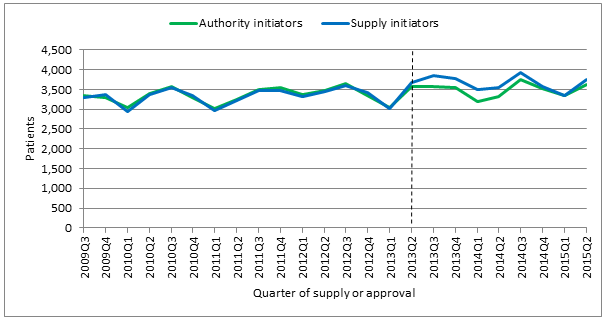 Authority initiators Supply initiators
4,500
4,000
3,500
3,000
2,500
2,000
1,500
1,000
500
0
Patients
2009Q3
2009Q4
2010Q1
2010Q2
2010Q3
2010Q4
2011Q1
2011Q2
2011Q3
2011Q4
2012Q1
2012Q2
2012Q3
2012Q4
2013Q1
2013Q2
2013Q3
2013Q4
2014Q1
2014Q2
2014Q3
2014Q4
2015Q1
2015Q2
Quarter of supply or approval